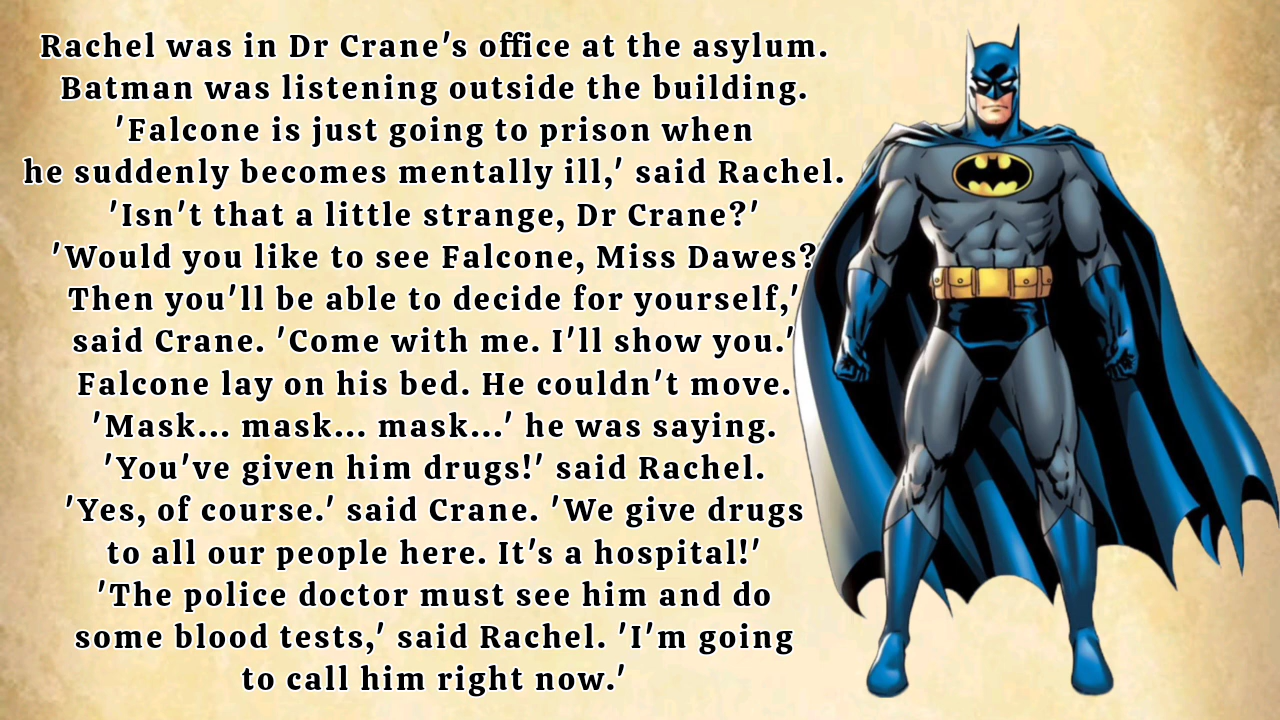 Rachel was in Dr Crane's office at the asylum.
Batman was listening outside the building.
'Falcone is just going to prison when
he suddenly becomes mentally ill,' said Rachel.
'Isn't that a little strange, Dr Crane?'
'Would you like to see Falcone, Miss Dawes?
Then you'll be able to decide for yourself,'
said Crane. 'Come with me. I'll show you.'
Falcone lay on his bed. He couldn't move.
'Mask... mask... mask...' he was saying.
'You've given him drugs!' said Rachel.
'Yes, of course.' said Crane. 'We give drugs
to all our people here. It's a hospital!'
'The police doctor must see him and do
some blood tests,' said Rachel. 'I'm going
to call him right now.'